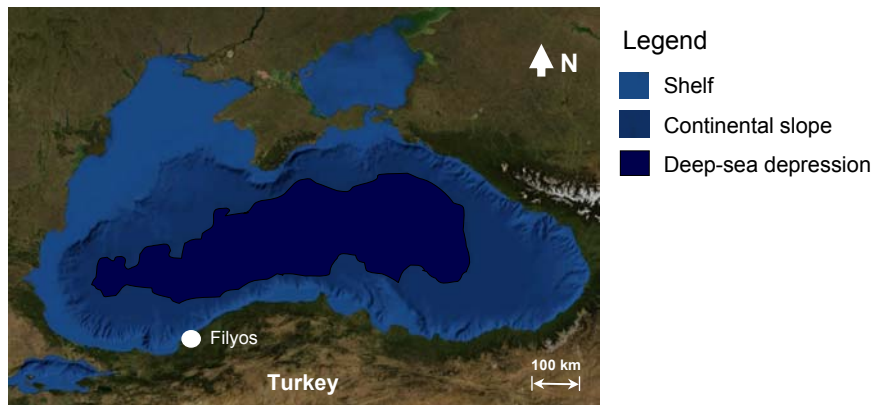 N
Filyos
Turkey
100 km
Legend
Shelf
Continental slope
Deep-sea depression